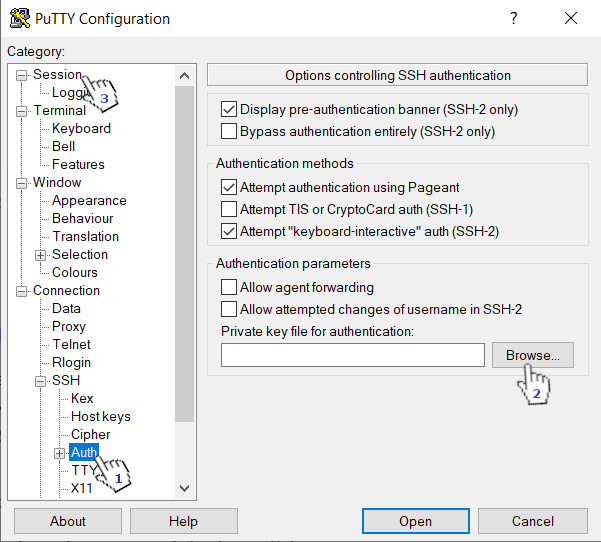 PuTTY Configuration
?
Category:
Session
Loggi
3
Terminal
Keyboard
Bell
Features
Window
Appearance
Behaviour
Translation
Selection
Colours
Connection
Data
Proxy
Telnet
Rlogin
SSH
Kex
Host keys
Cipher
Auth
TTY
1
X11
Options controlling SSH authentication
Display pre-authentication banner (SSH-2 only)
Bypass authentication entirely (SSH-2 only)
Authentication methods
Attempt authentication using Pageant
Attempt TIS or CryptoCard auth (SSH-1)
Attempt "keyboard-interactive" auth (SSH-2)
Authentication parameters
Allow agent forwarding
Allow attempted changes of username in SSH-2
Private key file for authentication:
Browse...
2
About
Help
Open
Cancel